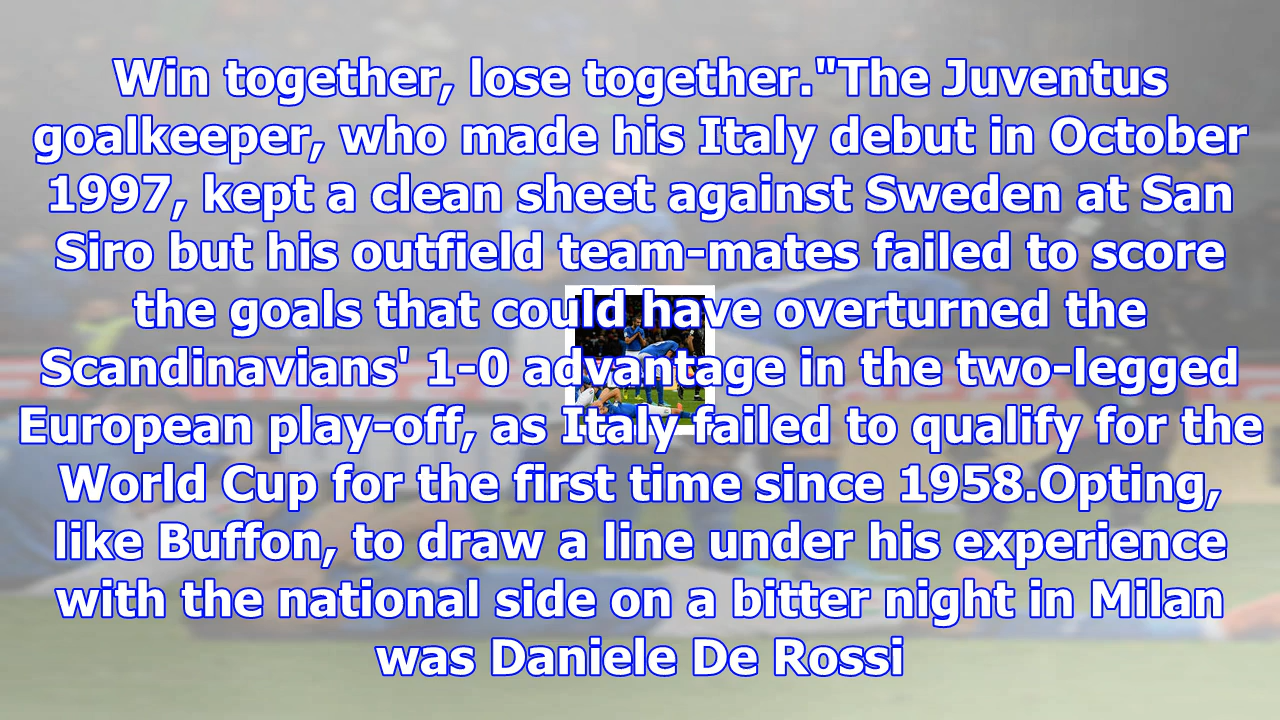 Win together, lose together."The Juventus
goalkeeper, who made his Italy debut in October
1997, kept a clean sheet against Sweden at San
Siro but his outfield team-mates failed to score
the goals that could have overturned the
Scandinavians' 1-0 advantage in the two-legged
European play-off, as Italy failed to qualify for the
World Cup for the first time since 1958.Opting,
like Buffon, to draw a line under his experience
with the national side on a bitter night in Milan
was Daniele De Rossi